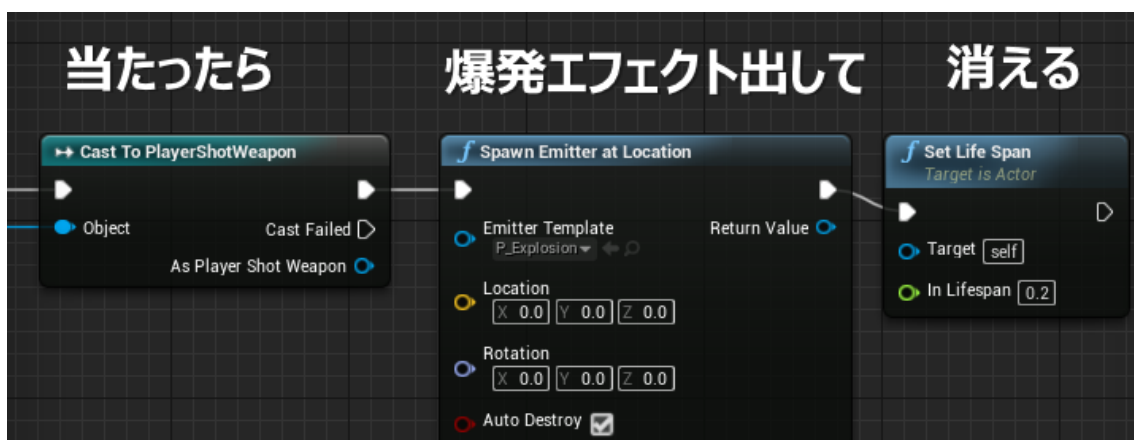 当たったら
爆発エフェクト出して
消える
Cast To PlayerShotWeapon
Object
Cast Failed
As Player Shot Weapon
f Spawn Emitter at Location
Emitter Template
P_Explosion
Return Value
Location
X 0.0 Y 0.0 Z 0.0
Rotation
X 0.0 Y 0.0 Z 0.0
Auto Destroy
f Set Life Span
Target is Actor
Target self
In Lifespan 0.2